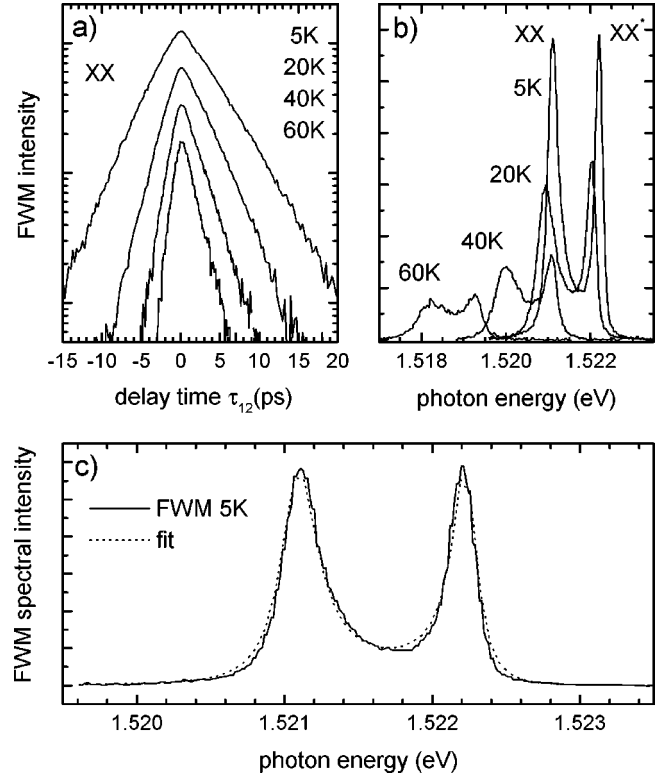 a)
XX
5K
20K
40K
60K
FWM intensity
-15 -10 -5 0 5 10 15 20
delay time τ12(ps)
b)
XX
XX*
5K
20K
40K
60K
1.518 1.520 1.522
photon energy (eV)
c)
FWM 5K
fit
FWM spectral intensity
1.520 1.521 1.522 1.523
photon energy (eV)